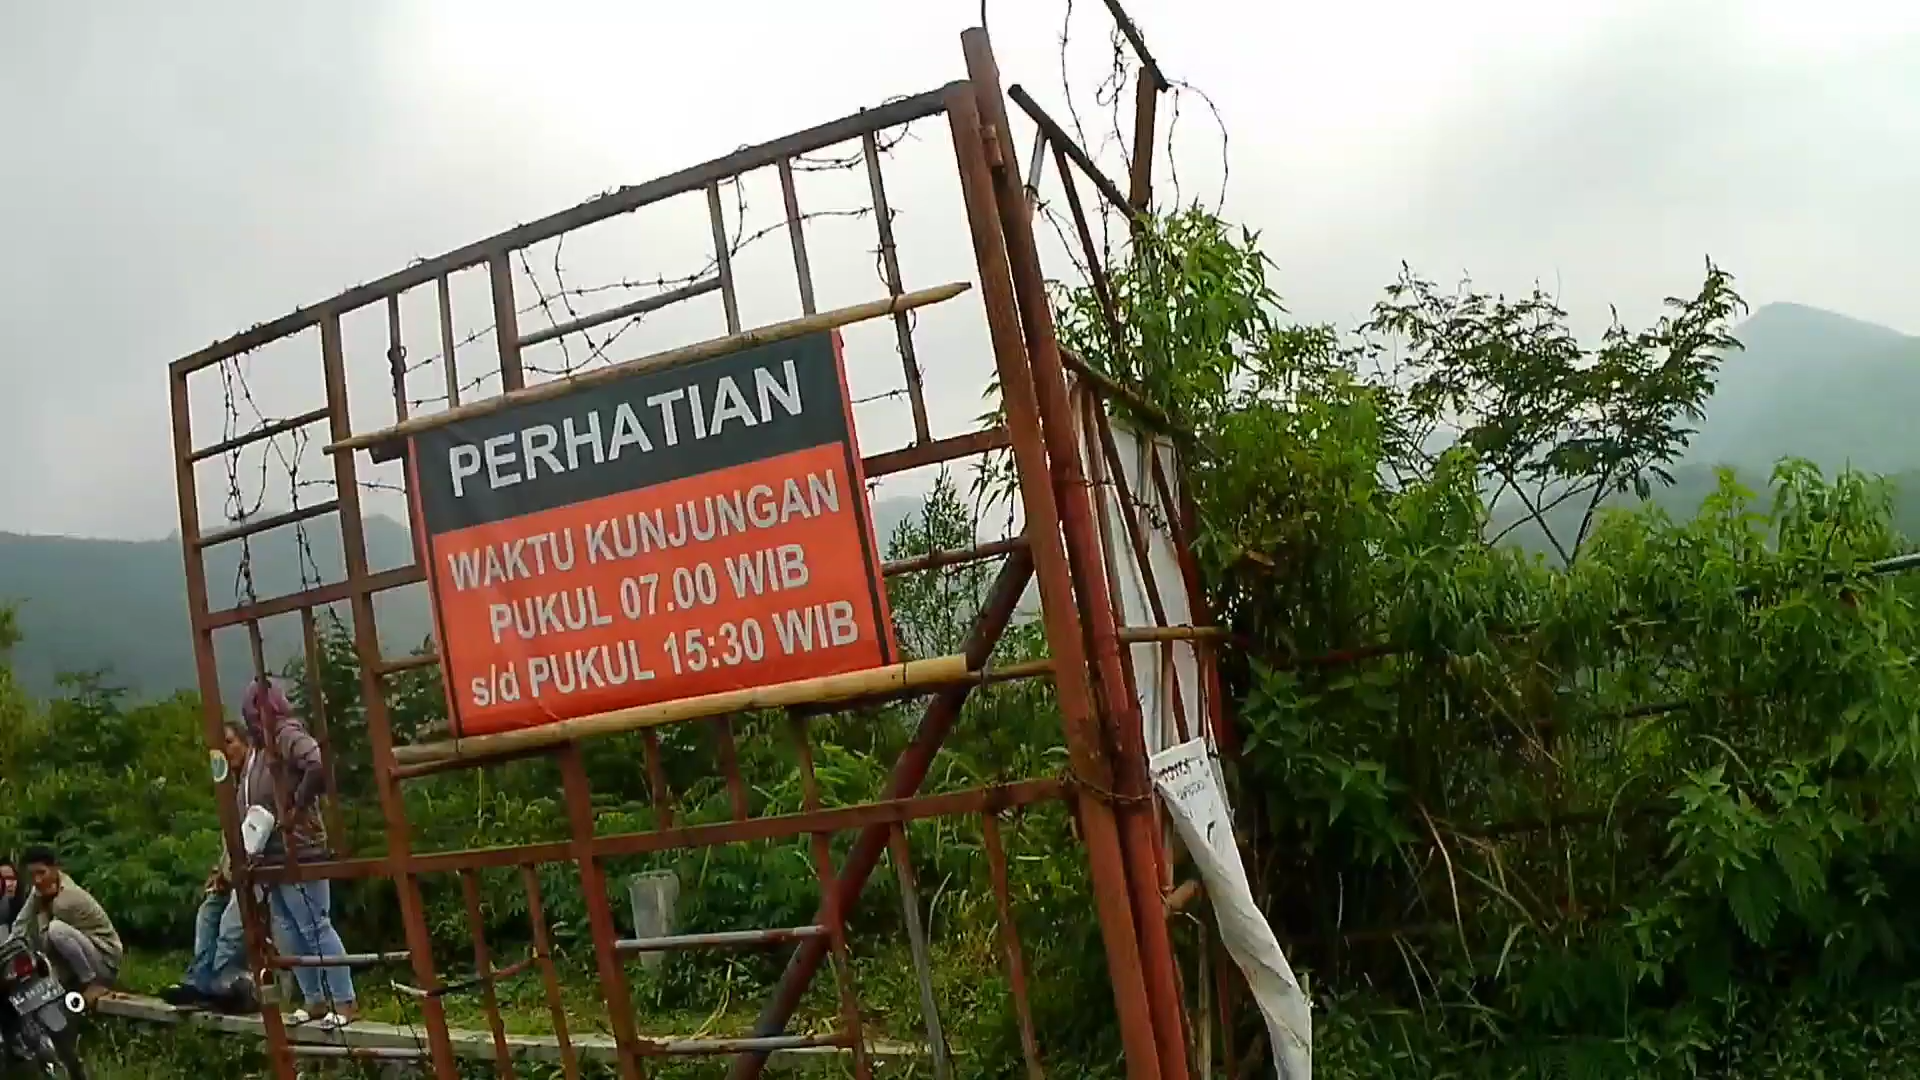 PERHATIAN
WAKTU KUNJUNGAN
PUKUL 07.00 WIB
s/d PUKUL 15:30 WIB